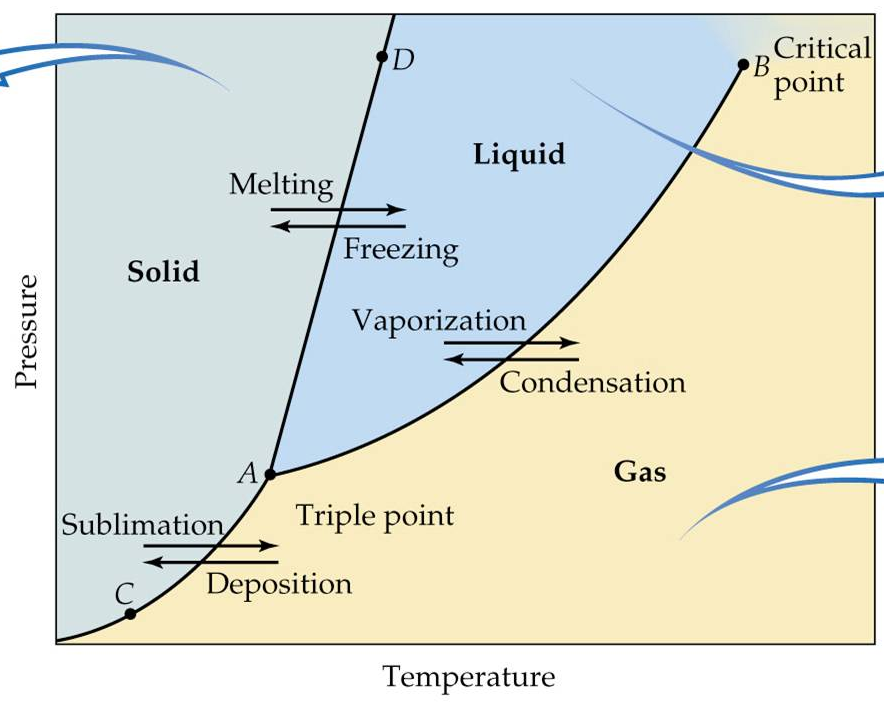 D
B
Critical
point
Liquid
Melting
Freezing
Solid
Pressure
Vaporization
Condensation
A
Gas
Triple point
Sublimation
Deposition
C
Temperature